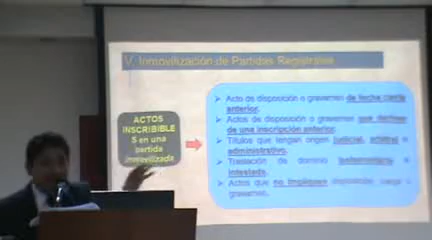 V. Inmovilización de Partidas Registrales
ACTOS
INSCRIBIBLE
S en una
partida
inmovilizada
Acto de disposición o gravamen de fecha cierta
anterior.
Actos de disposición o gravamen que deriven
de una inscripción anterior.
Títulos que tengan origen judicial, arbitral o
administrativo.
Traslación de dominio testamentaria e
intestada.
Actos que no impliquen disposición, carga o
gravamen.